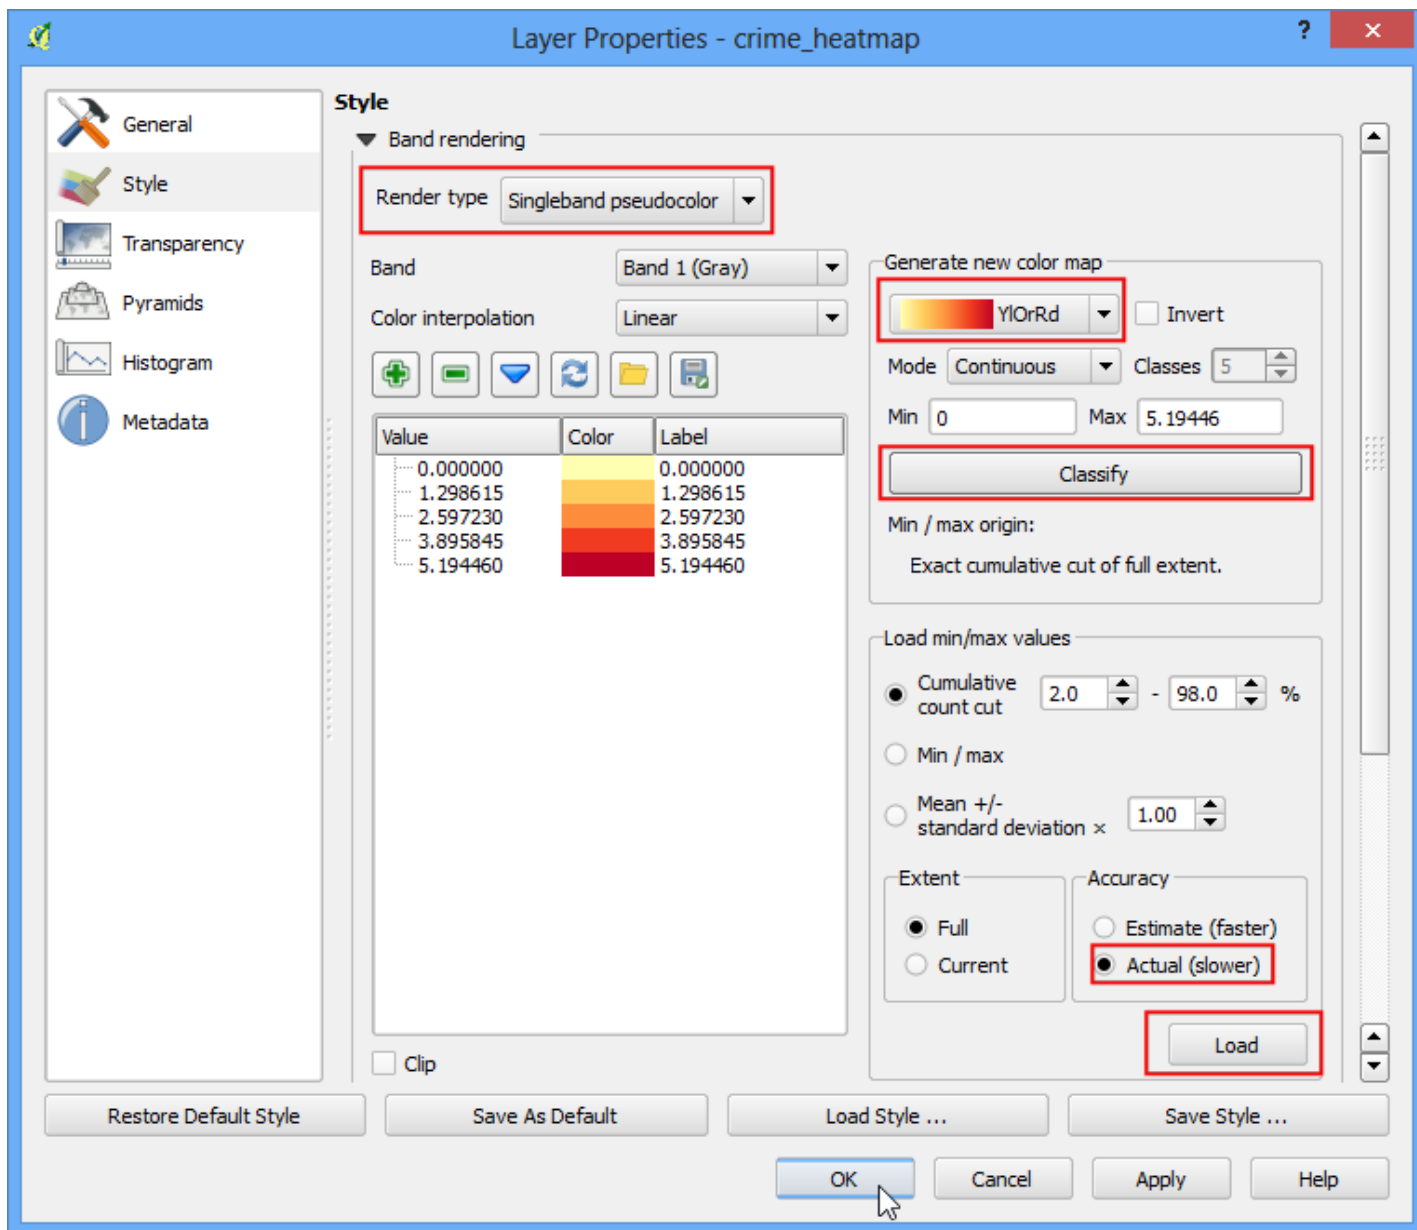 Layer Properties - crime_heatmap
?
×
General
Style
Transparency
Pyramids
Histogram
Metadata
Style
Band rendering
Render type Singleband pseudocolor
Band Band 1 (Gray)
Color interpolation Linear
Value Color Label
0.000000 0.000000
1.298615 1.298615
2.597230 2.597230
3.895845 3.895845
5.194460 5.194460
Clip
Generate new color map
YlOrRd Invert
Mode Continuous Classes 5
Min 0 Max 5.19446
Classify
Min / max origin:
Exact cumulative cut of full extent.
Load min/max values
Cumulative
count cut 2.0 - 98.0 %
Min / max
Mean +/-
standard deviation × 1.00
Extent
Full
Current
Accuracy
Estimate (faster)
Actual (slower)
Load
Restore Default Style Save As Default Load Style ... Save Style ...
OK Cancel Apply Help